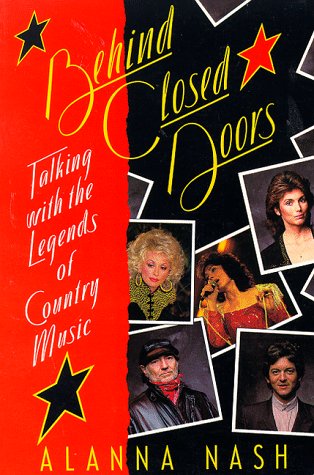 Behind
Closed
Doors
Talking
with the
Legends
of
Country
Music
ALANNA NASH